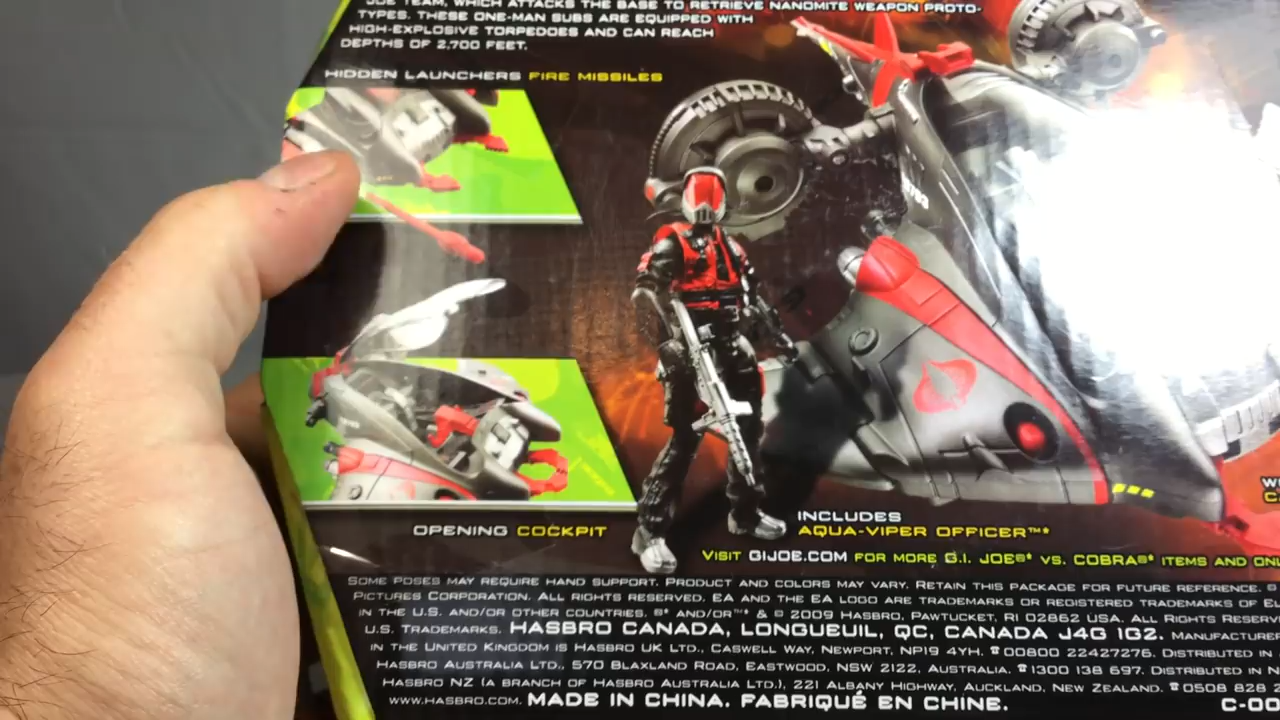 JOE TEAM, WHICH ATTACKS THE BASE TO RETRIEVE NANOMITE WEAPON PROTO-
TYPES. THESE ONE-MAN SUBS ARE EQUIPPED WITH
HIGH-EXPLOSIVE TORPEDOES AND CAN REACH
DEPTHS OF 2,700 FEET.
HIDDEN LAUNCHERS FIRE MISSILES
OPENING COCKPIT
INCLUDES
AQUA-VIPER OFFICER™*
VISIT GIJOE.COM FOR MORE G.I. JOE®* VS. COBRA®* ITEMS AND
SOME POSES MAY REQUIRE HAND SUPPORT. PRODUCT AND COLORS MAY VARY. RETAIN THIS PACKAGE FOR FUTURE REFERENCE. ©
PICTURES CORPORATION. ALL RIGHTS RESERVED. EA AND THE EA LOGO ARE TRADEMARKS OR REGISTERED TRADEMARKS OF
IN THE U.S. AND/OR OTHER COUNTRIES. ®* AND/OR ™* & © 2009 HASBRO, PAWTUCKET, RI 02862 USA. ALL RIGHTS
U.S. TRADEMARKS. HASBRO CANADA, LONGUEUIL, QC, CANADA J4G 1G2.
IN THE UNITED KINGDOM IS HASBRO UK LTD., CASWELL WAY, NEWPORT, NP19 4YH. ☎00800 22427276. DISTRIBUTED IN
HASBRO AUSTRALIA LTD., 570 BLAXLAND ROAD, EASTWOOD, NSW 2122, AUSTRALIA. ☎1300 138 697. DISTRIBUTED IN
HASBRO NZ (A BRANCH OF HASBRO AUSTRALIA LTD.), 221 ALBANY HIGHWAY, AUCKLAND, NEW ZEALAND. ☎0508 828
WWW.HASBRO.COM. MADE IN CHINA. FABRIQUÉ EN CHINE. C-00